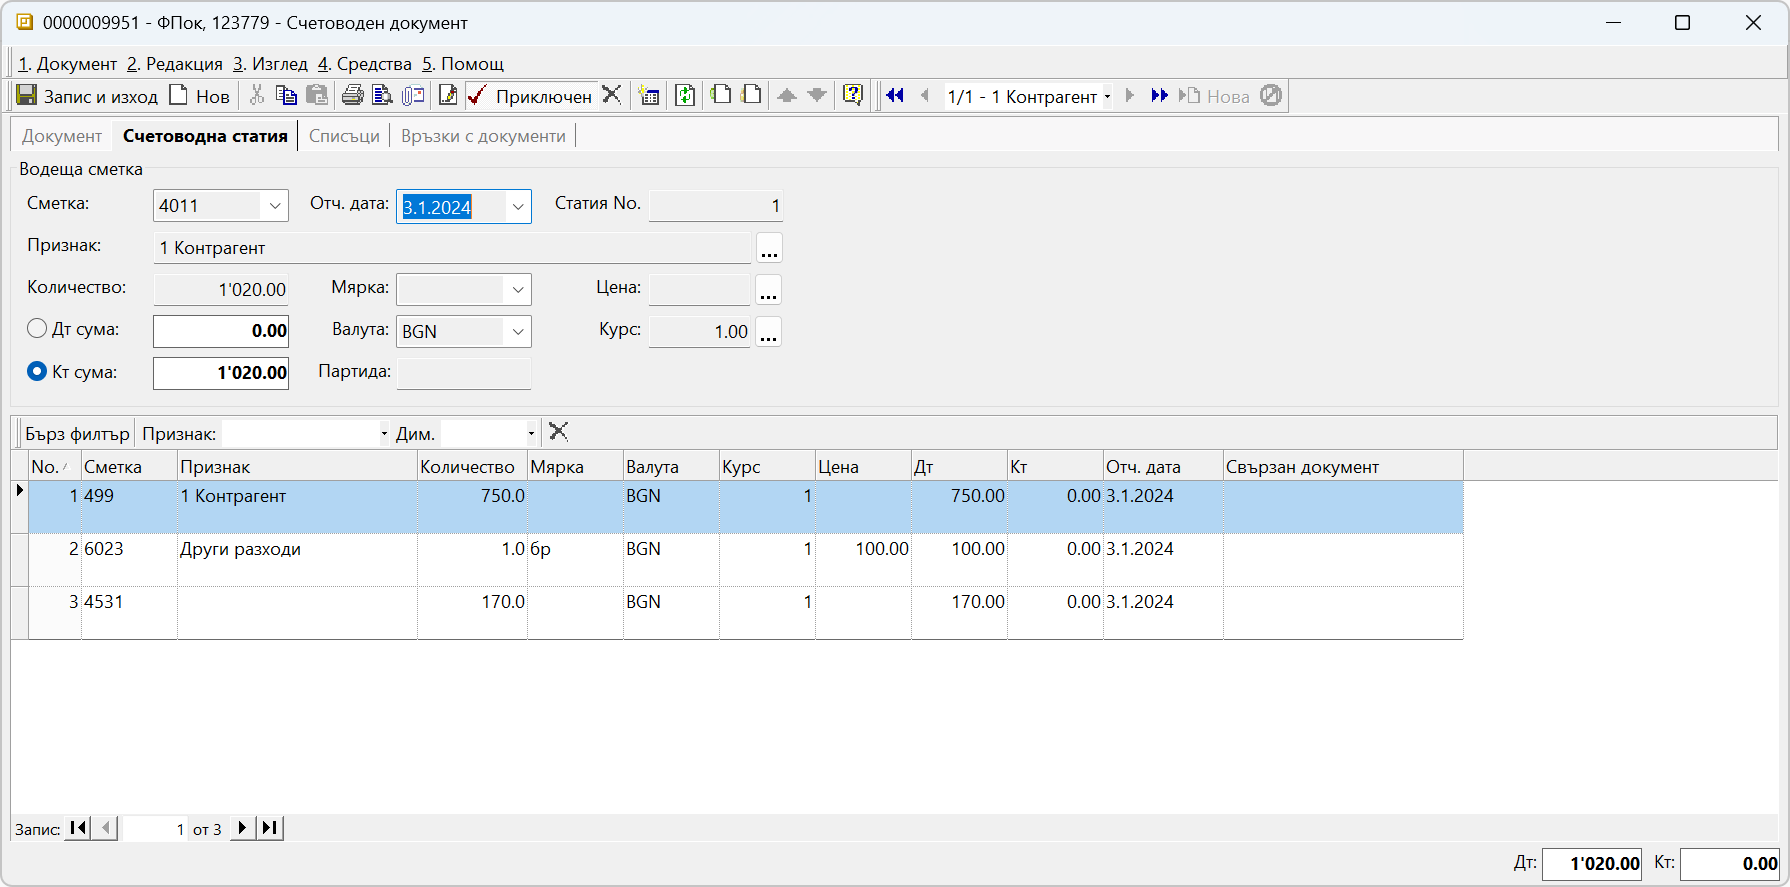 0000009951 - ФПок, 123779 - Счетоводен документ
1. Документ 2. Редакция 3. Изглед 4. Средства 5. Помощ
Запис и изход Нов Приключен 1/1 - 1 Контрагент Нова
Документ Счетоводна статия Списъци Връзки с документи
Водеща сметка
Сметка: 4011 Отч. дата: 3.1.2024 Статия No. 1
Признак: 1 Контрагент ...
Количество: 1'020.00 Мярка: Цена: ...
Дт сума: 0.00 Валута: BGN Курс: 1.00 ...
Кт сума: 1'020.00 Партида:
Бърз филтър Признак: Дим.
No. Сметка Признак Количество Мярка Валута Курс Цена Дт Кт Отч. дата Свързан документ
1 499 1 Контрагент 750.0 BGN 1 750.00 0.00 3.1.2024
2 6023 Други разходи 1.0 бр BGN 1 100.00 100.00 0.00 3.1.2024
3 4531 170.0 BGN 1 170.00 0.00 3.1.2024
Запис: 1 от 3
Дт: 1'020.00 Кт: 0.00